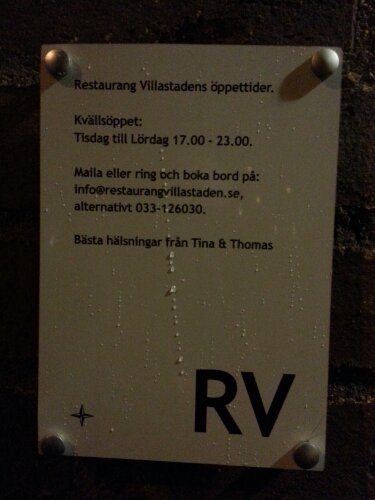 Restaurang Villastadens öppettider.
Kvällsöppet:
Tisdag till Lördag 17.00 - 23.00.
Maila eller ring och boka bord på:
info@restaurangvillastaden.se,
alternativt 033-126030.
Bästa hälsningar från Tina & Thomas
RV